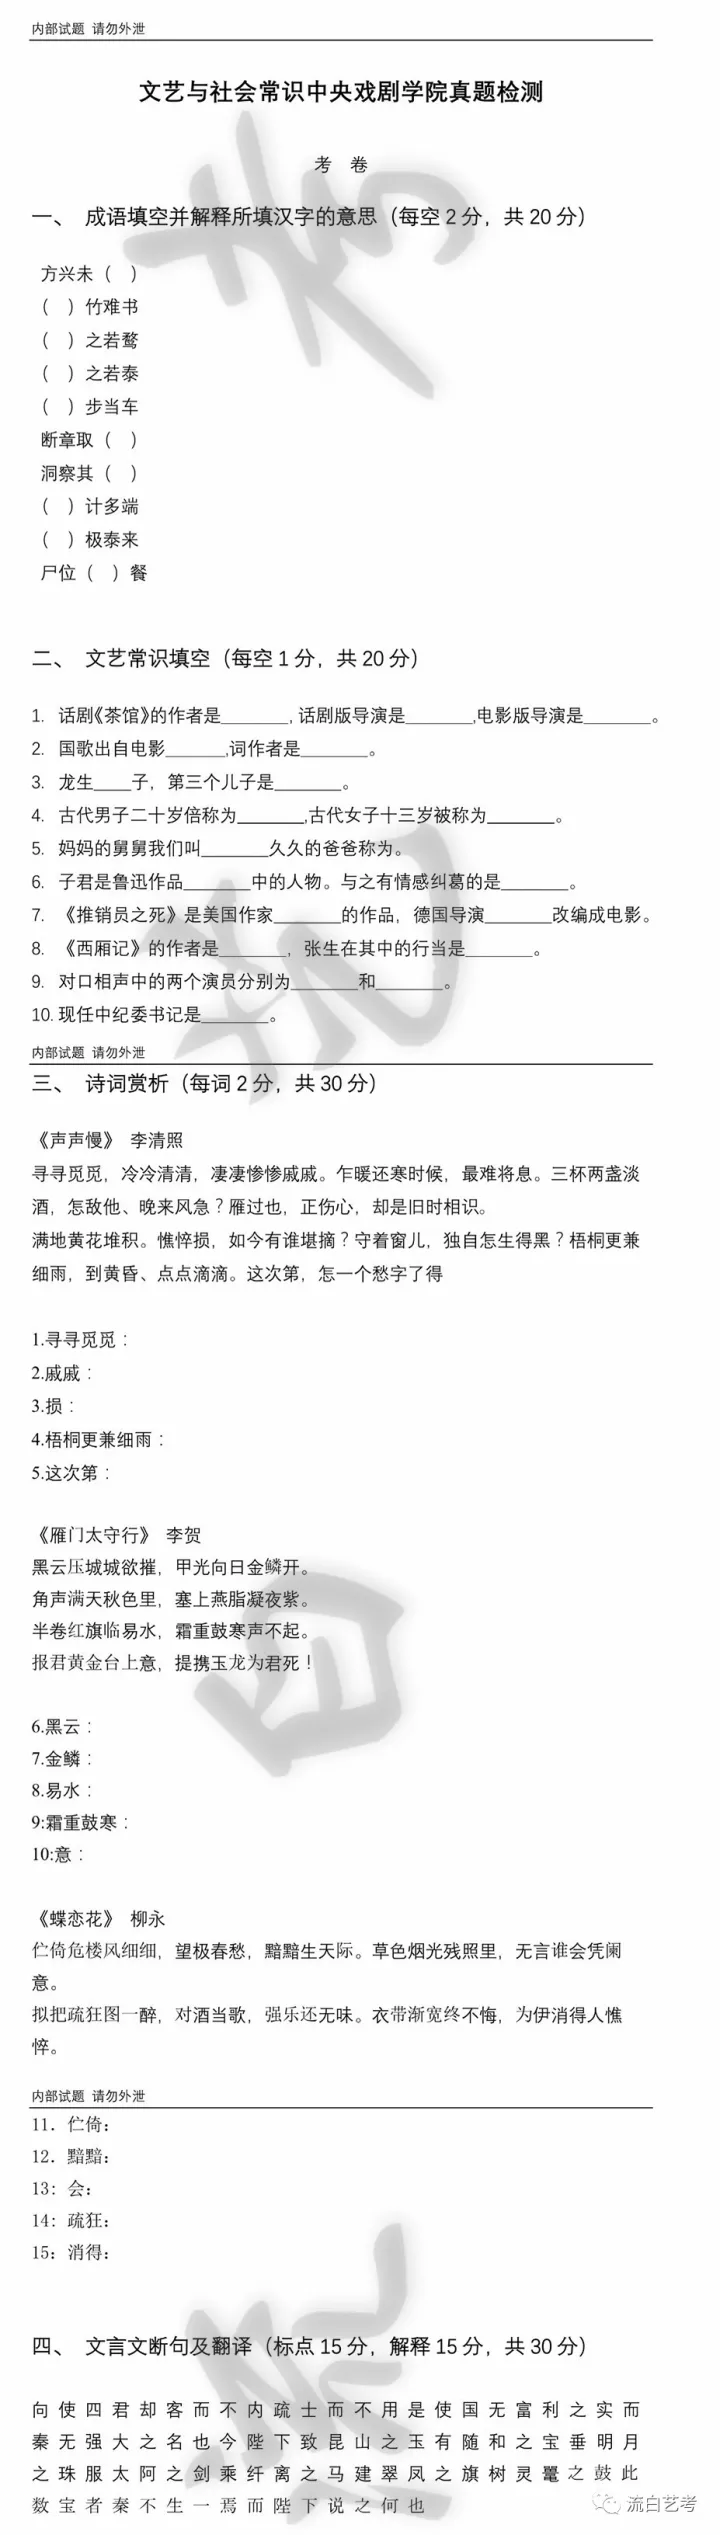 内部试题 请勿外泄
文艺与社会常识中央戏剧学院真题检测
考 卷
一、 成语填空并解释所填汉字的意思（每空 2 分，共 20 分）
方兴未（ ）
（ ）竹难书
（ ）之若鹜
（ ）之若泰
（ ）步当车
断章取（ ）
洞察其（ ）
（ ）计多端
（ ）极泰来
尸位（ ）餐
二、 文艺常识填空（每空 1 分，共 20 分）
1. 话剧《茶馆》的作者是________, 话剧版导演是________,电影版导演是________。
2. 国歌出自电影_______,词作者是________。
3. 龙生____子，第三个儿子是________。
4. 古代男子二十岁倍称为________,古代女子十三岁被称为________。
5. 妈妈的舅舅我们叫________久久的爸爸称为。
6. 子君是鲁迅作品________中的人物。与之有情感纠葛的是________。
7. 《推销员之死》是美国作家________的作品，德国导演________改编成电影。
8. 《西厢记》的作者是________，张生在其中的行当是________。
9. 对口相声中的两个演员分别为________和________。
10. 现任中纪委书记是________。
内部试题 请勿外泄
三、 诗词赏析（每词 2 分，共 30 分）
《声声慢》 李清照
寻寻觅觅，冷冷清清，凄凄惨惨戚戚。乍暖还寒时候，最难将息。三杯两盏淡
酒，怎敌他、晚来风急？雁过也，正伤心，却是旧时相识。
满地黄花堆积。憔悴损，如今有谁堪摘？守着窗儿，独自怎生得黑？梧桐更兼
细雨，到黄昏、点点滴滴。这次第，怎一个愁字了得
1.寻寻觅觅：
2.戚戚：
3.损：
4.梧桐更兼细雨：
5.这次第：
《雁门太守行》 李贺
黑云压城城欲摧，甲光向日金鳞开。
角声满天秋色里，塞上燕脂凝夜紫。
半卷红旗临易水，霜重鼓寒声不起。
报君黄金台上意，提携玉龙为君死！
6.黑云：
7.金鳞：
8.易水：
9:霜重鼓寒：
10:意：
《蝶恋花》 柳永
伫倚危楼风细细，望极春愁，黯黯生天际。草色烟光残照里，无言谁会凭阑
意。
拟把疏狂图一醉，对酒当歌，强乐还无味。衣带渐宽终不悔，为伊消得人憔
悴。
内部试题 请勿外泄
11. 伫倚:
12. 黯黯:
13: 会:
14: 疏狂:
15: 消得:
四、 文言文断句及翻译（标点 15 分，解释 15 分，共 30 分）
向使四君却客而不内疏士而不用是使国无富利之实而
秦无强大之名也今陛下致昆山之玉有随和之宝垂明月
之珠服太阿之剑乘纤离之马建翠凤之旗树灵鼍之鼓此
数宝者秦不生一焉而陛下说之何也
流白艺考